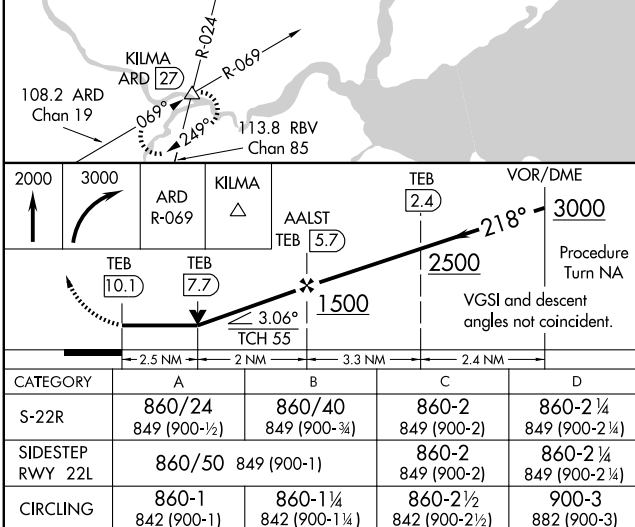 R-024
KILMA
ARD 27
R-069
108.2 ARD
Chan 19
069°
249°
113.8 RBV
Chan 85
2000
3000
ARD
R-069
KILMA
AALST
TEB 5.7
TEB
2.4
VOR/DME
218°
3000
2500
Procedure
Turn NA
TEB
10.1
TEB
7.7
1500
3.06°
TCH 55
VGSI and descent
angles not coincident.
2.5 NM 2 NM 3.3 NM 2.4 NM
CATEGORY A B C D
S-22R 860/24 860/40 860-2 860-2¼
849 (900-½) 849 (900-¾) 849 (900-2) 849 (900-2¼)
SIDESTEP
RWY 22L
860/50 849 (900-1) 860-2 860-2¼
849 (900-2) 849 (900-2¼)
CIRCLING 860-1 860-1¼ 860-2½ 900-3
842 (900-1) 842 (900-1¼) 842 (900-2½) 882 (900-3)